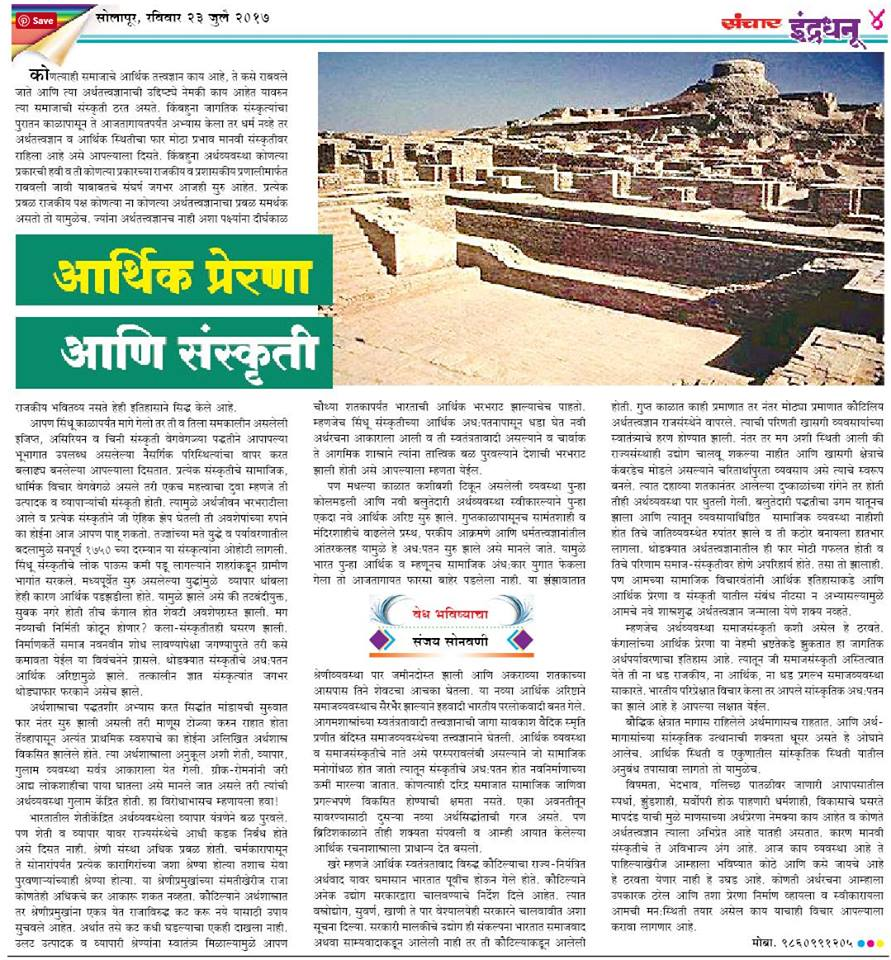 Save
सोलापूर, रविवार २३ जुलै २०१७
संचार इंद्रधनू ४
कोणत्याही समाजाचे आर्थिक तत्त्वज्ञान काय आहे, ते कसे राबवले
जाते आणि त्या अर्थतत्त्वज्ञानाची उद्दिष्ट्ये नेमकी काय आहेत यावरुन
त्या समाजाची संस्कृती ठरत असते. किंबहुना जागतिक संस्कृत्यांचा
पुरातन काळापासून ते आजतागायतपर्यंत अभ्यास केला तर धर्म नव्हे तर
अर्थतत्त्वज्ञान व आर्थिक स्थितीचा फार मोठा प्रभाव मानवी संस्कृतीवर
राहिला आहे असे आपल्याला दिसते. किंबहुना अर्थव्यवस्था कोणत्या
प्रकारची हवी व ती कोणत्या प्रकारच्या राजकीय व प्रशासकीय प्रणालीमार्फत
राबवली जावी याबाबतचे संघर्ष जगभर आजही सुरु आहेत. प्रत्येक
प्रबळ राजकीय पक्ष कोणत्या ना कोणत्या अर्थतत्त्वज्ञानाचा प्रबळ समर्थक
असतो तो यामुळेच. ज्यांना अर्थतत्त्वज्ञानच नाही अशा पक्ष्यांना दीर्घकाळ
आर्थिक प्रेरणा
आणि संस्कृती
राजकीय भवितव्य नसते हेही इतिहासाने सिद्ध केले आहे.
आपण सिंधू काळापर्यंत मागे गेलो तर ती व तिला समकालीन असलेली
इजिप्त, असिरियन व चिनी संस्कृती वेगवेगळ्या पद्धतीने आपापल्या
भूभागात उपलब्ध असलेल्या नैसर्गिक परिस्थित्यांचा वापर करत
बलाढ्य बनलेल्या आपल्याला दिसतात. प्रत्येक संस्कृतीचे सामाजिक,
धार्मिक विचार वेगवेगळे असले तरी एकच महत्त्वाचा दुवा म्हणजे ती
उत्पादक व व्यापाऱ्यांची संस्कृती होती. त्यामुळे अर्थजीवन भरभराटीला
आले व प्रत्येक संस्कृतीने जी ऐहिक झेप घेतली ती अवशेषांच्या रुपाने
का होईना आज आपण पाहू शकतो. तज्ज्ञांच्या मते युद्धे व पर्यावरणातील
बदलामुळे सनपूर्व १७५० च्या दरम्यान या संस्कृत्यांना ओहोटी लागली.
सिंधू संस्कृतीचे लोक पाऊस कमी पडू लागल्याने शहरांकडून ग्रामीण
भागांत सरकले. मध्यपूर्वेत सुरु असलेल्या युद्धांमुळे व्यापार थांबला
हेही कारण आर्थिक पडझडीला होते. यामुळे झाले असे की तटबंदीयुक्त,
सुबक नगरे होती तीच कंगाल होत शेवटी अवशेषग्रस्त झाली. मग
नव्याची निर्मिती कोठून होणार? कला-संस्कृतीतही घसरण झाली.
निर्माणकर्ते समाज नवनवीन शोध लावण्यापेक्षा जगण्यापुरते तरी कसे
कमावता येईल या विवंचनेने ग्रासले. थोडक्यात संस्कृतीचे अध:पतन
आर्थिक अरिष्टामुळे झाले. तत्कालीन ज्ञात संस्कृत्यांत जगभर
थोड्याफार फरकाने असेच झाले.
अर्थशास्त्राचा पद्धतशीर अभ्यास करत सिद्धांत मांडायची सुरुवात
फार नंतर सुरु झाली असली तरी माणूस टोळ्या करुन राहात होता
तेंव्हापासून अत्यंत प्राथमिक स्वरुपाचे का होईना अलिखित अर्थशास्त्र
विकसित झालेले होते. त्या अर्थशास्त्राला अनुकूल अशी शेती, व्यापार,
गुलाम व्यवस्था सर्वत्र आकाराला येत गेली. ग्रीक-रोमनांनी जरी
आद्य लोकशाहीचा पाया घातला असे मानले जात असले तरी त्यांची
अर्थव्यवस्था गुलाम केंद्रित होती. हा विरोधाभासच म्हणायला हवा!
भारतातील शेतीकेंद्रित अर्थव्यवस्थेला व्यापार यंत्रणेने बळ पुरवले.
पण शेती व व्यापार यावर राज्यसंस्थेचे आधी कडक निर्बंध होते
असे दिसत नाही. श्रेणी संस्था अधिक प्रबळ होती. चर्मकारापासून
ते सोनारांपर्यंत प्रत्येक कारागिरांच्या जशा श्रेण्या होत्या तशाच सेवा
पुरवणाऱ्यांच्याही श्रेण्या होत्या. या श्रेणीप्रमुखांच्या संमतीखेरीज राजा
कोणतेही अधिकचे कर आकारू शकत नव्हता. कौटिल्याने अर्थशास्त्रात
तर श्रेणीप्रमुखांना एकत्र येत राजाविरुद्ध कट करू नये यासाठी उपाय
सुचवले आहेत. अर्थात तसे कट कधी घडल्याचा एकही दाखला नाही.
उलट उत्पादक व व्यापारी श्रेण्यांना स्वातंत्र्य मिळाल्यामुळे आपण
चौथ्या शतकापर्यंत भारताची आर्थिक भरभराट झाल्याचेच पाहतो.
म्हणजेच सिंधू संस्कृतीच्या आर्थिक अध:पतनापासून धडा घेत नवी
अर्थरचना आकाराला आली व ती स्वतंत्रतावादी असल्याने व चार्वाक
ते आगमिक शास्त्राने त्यांना तात्त्विक बळ पुरवल्याने देशाची भरभराट
झाली होती असे आपल्याला म्हणता येईल.
पण मधल्या काळात कशीबशी टिकून असलेली व्यवस्था पुन्हा
कोलमडली आणि नवी बलुतेदारी अर्थव्यवस्था स्वीकारल्याने पुन्हा
एकदा नवे आर्थिक अरिष्ट सुरु झाले. गुप्तकाळापासूनच सामंतशाही व
मंदिरशाहीचे वाढलेले प्रस्थ, परकीय आक्रमणे आणि धर्मतत्त्वज्ञानांतील
आंतरकलह यामुळे हे अध:पतन सुरु झाले असे मानले जाते. यामुळे
भारत पुन्हा आर्थिक व म्हणूनच सामाजिक अंध:कार युगात फेकला
गेला तो आजतागायत फारसा बाहेर पडलेला नाही. या झंझावातात
वेध भविष्याचा
संजय सोनवणी
श्रेणीव्यवस्था पार जमीनदोस्त झाली आणि अकराव्या शतकाच्या
आसपास तिने शेवटचा आचका घेतला. या नव्या आर्थिक अरिष्टाने
समाजव्यवस्थाच सैरभैर झाल्याने इहवादी भारतीय परलोकवादी बनत गेले.
आगमशास्त्रांच्या स्वतंत्रतावादी तत्त्वज्ञानाची जागा सावकाश वैदिक स्मृति
प्रणीत बंदिस्त समाजव्यवस्थेच्या तत्त्वज्ञानाने घेतली. आर्थिक व्यवस्था
व समाजसंस्कृतीचे नाते असे परस्परावलंबी असल्याने जो सामाजिक
मनोगोंधळ होत जातो त्यातून संस्कृतीचे अध:पतन होत नवनिर्माणाच्या
ऊर्मी मारल्या जातात. कोणत्याही दरिद्र समाजात सामाजिक जाणिवा
प्रगल्भपणे विकसित होण्याची क्षमता नसते. एका अवनतीतून
सावरण्यासाठी दुसऱ्या नव्या अर्थसिद्धांताची गरज असते. पण
ब्रिटिशकाळाने तीही शक्यता संपवली व आम्ही आयात केलेल्या
आर्थिक रचनाशास्त्राला प्राधान्य देत बसलो.
खरे म्हणजे आर्थिक स्वतंत्रतावाद विरुद्ध कौटिल्याचा राज्य-नियंत्रित
अर्थवाद यावर घमासान भारतात पूर्वीच होऊन गेले होते. कौटिल्याने
अनेक उद्योग सरकारद्वारा चालवण्याचे निर्देश दिले आहेत. त्यात
वस्त्रोद्योग, सुवर्ण, खाणी ते पार वेश्यालयेही सरकारने चालवावीत अशा
सूचना दिल्या. सरकारी मालकीचे उद्योग ही संकल्पना भारतात समाजवाद
अथवा साम्यवादाकडून आलेली नाही तर ती कौटिल्याकडून आलेली
होती. गुप्त काळात काही प्रमाणात तर नंतर मोठ्या प्रमाणात कौटिलिय
अर्थतत्त्वज्ञान राजसंस्थेने वापरले. त्याची परिणती खासगी व्यवसायांच्या
स्वातंत्र्याचे हरण होण्यात झाली. नंतर तर मग अशी स्थिती आली की
राज्यसंस्थाही उद्योग चालवू शकल्या नाहीत आणि खासगी क्षेत्राचे
कंबरडेच मोडले असल्याने चरितार्थापुरता व्यवसाय असे त्याचे स्वरुप
बनले. त्यात दहाव्या शतकानंतर आलेल्या दुष्काळांच्या रांगेने तर होती
तीही अर्थव्यवस्था पार धुतली गेली. बलुतेदारी पद्धतीचा उगम यातूनच
झाला आणि त्यातून व्यवसायाधिष्ठित सामाजिक व्यवस्था नाहीशी
होत तिचे जातिव्यवस्थेत रुपांतर झाले व ती कठोर बनायला हातभार
लागला. थोडक्यात अर्थतत्त्वज्ञानातील ही फार मोठी गफलत होती व
तिचे परिणाम समाज-संस्कृतीवर होणे अपरिहार्य होते. तसा तो झालाही.
पण आमच्या सामाजिक विचारवंतांनी आर्थिक इतिहासाकडे आणि
आर्थिक प्रेरणा व संस्कृती यातील संबंध नीटसा न अभ्यासल्यामुळे
आमचे नवे शास्त्रशुद्ध अर्थतत्त्वज्ञान जन्माला येणे शक्य नव्हते.
म्हणजेच अर्थव्यवस्था समाजसंस्कृती कशी असेल हे ठरवते.
कंगालांच्या आर्थिक प्रेरणा या नेहमी भ्रष्टतेकडे झुकतात हा जागतिक
अर्थपर्यावरणाचा इतिहास आहे. त्यातून जी समाजसंस्कृती अस्तित्वात
येते ती ना धड राजकीय, ना आर्थिक, ना धड प्रगल्भ समाजव्यवस्था
साकारते. भारतीय परिप्रेक्षात विचार केला तर आपले सांस्कृतिक अध:पतन
का झाले आहे हे आपल्या लक्षात येईल.
बौद्धिक क्षेत्रात मागास राहिलेले अर्थमागासच राहतात. आणि अर्थ-
मागासांच्या सांस्कृतिक उत्थानाची शक्यता धूसर असते हे ओघाने
आलेच. आर्थिक स्थिती व एकुणातील सांस्कृतिक स्थिती यातील
अनुबंध तपासावा लागतो तो यामुळेच.
विषमता, भेदभाव, गलिच्छ पातळीवर जाणारी आपापसातील
स्पर्धा, झुंडशाही, सर्वोपरी होऊ पाहणारी धर्मशाही, विकासाचे घसरते
मापदंड याची मुळे माणसाच्या अर्थप्रेरणा नेमक्या काय आहेत व कोणते
अर्थतत्त्वज्ञान त्याला अभिप्रेत आहे यातही असतात. कारण मानवी
संस्कृतीचे ते अविभाज्य अंग आहे. आज काय व्यवस्था आहे ते
पाहिल्याखेरीज आम्हाला भविष्यात कोठे आणि कसे जायचे आहे
हे ठरवता येणार नाही हे उघड आहे. कोणती अर्थरचना आम्हाला
उपकारक ठरेल आणि तशा प्रेरणा निर्माण व्हायला व स्वीकारायला
आमची मन:स्थिती तयार असेल काय याचाही विचार आपल्याला
करावा लागणार आहे.
मोबा. ९८६०९९१२०५